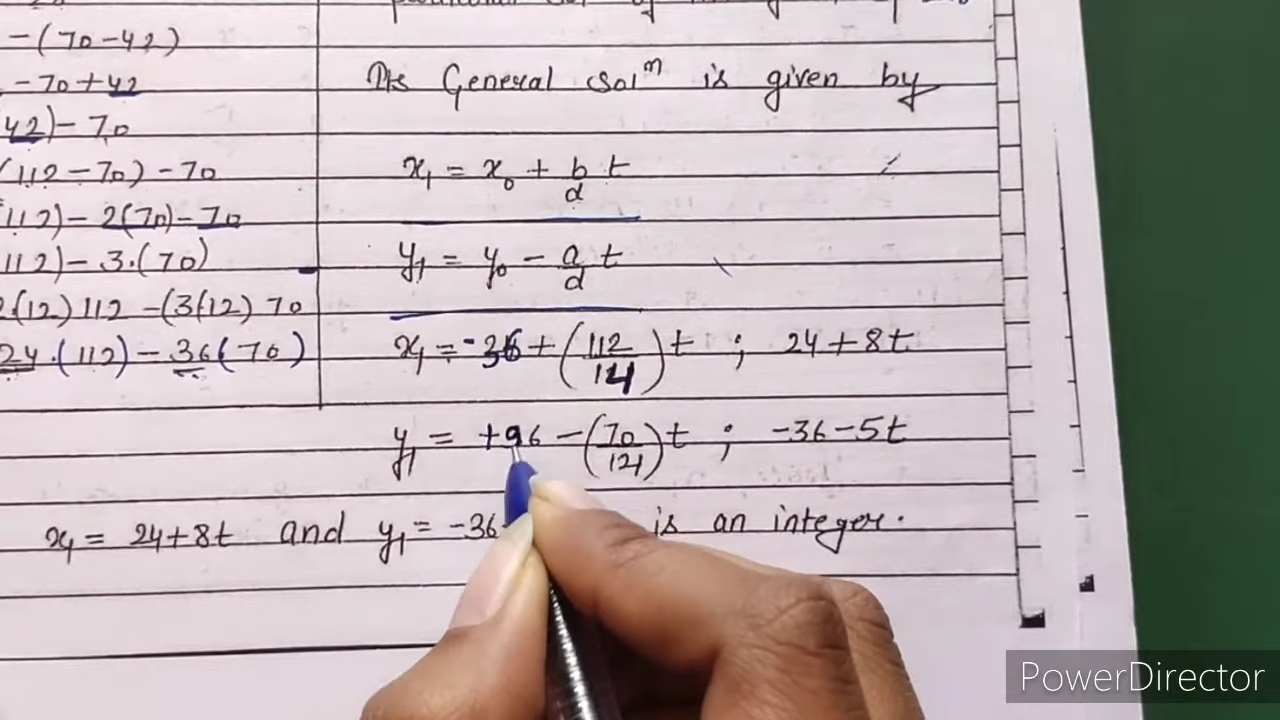 -(70-42)
-70+42
42)-70
(112-70)-70
112)-2(70)-70
112)-3.(70)
2(12)112 -(3(12)70
24.(112)-36(70)
Its General Solⁿ is given by
x₁ = x₀ + b/d t
y₁ = y₀ - a/d t
x₁ = -36 + (112/14)t ; 24+8t
y₁ = +96 - (70/14)t ; -36-5t
x₁ = 24+8t and y₁ = -36 is an integer.
PowerDirector